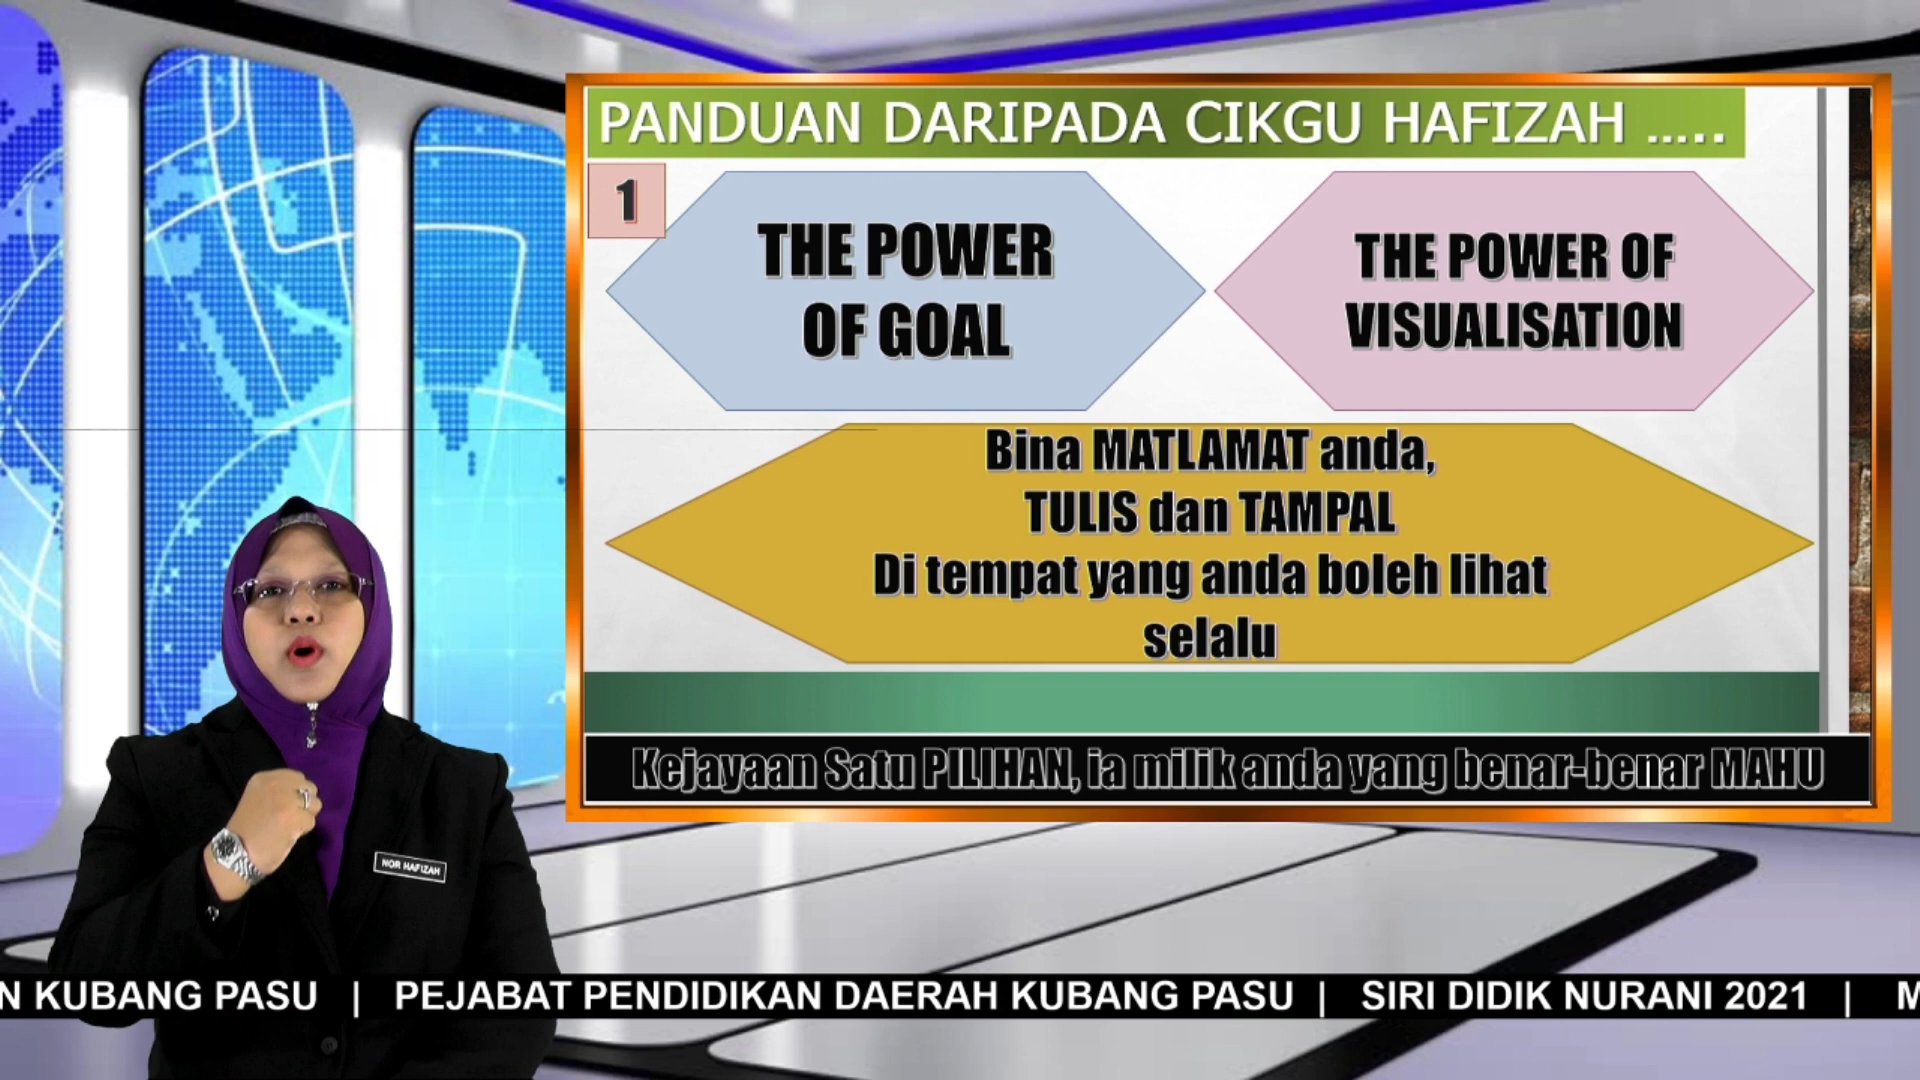 PANDUAN DARIPADA CIKGU HAFIZAH .....
1
THE POWER
OF GOAL
THE POWER OF
VISUALISATION
Bina MATLAMAT anda,
TULIS dan TAMPAL
Di tempat yang anda boleh lihat
selalu
Kejayaan Satu PILIHAN, ia milik anda yang benar-benar MAHU
NOR HAFIZAH
N KUBANG PASU | PEJABAT PENDIDIKAN DAERAH KUBANG PASU | SIRI DIDIK NURANI 2021 | M